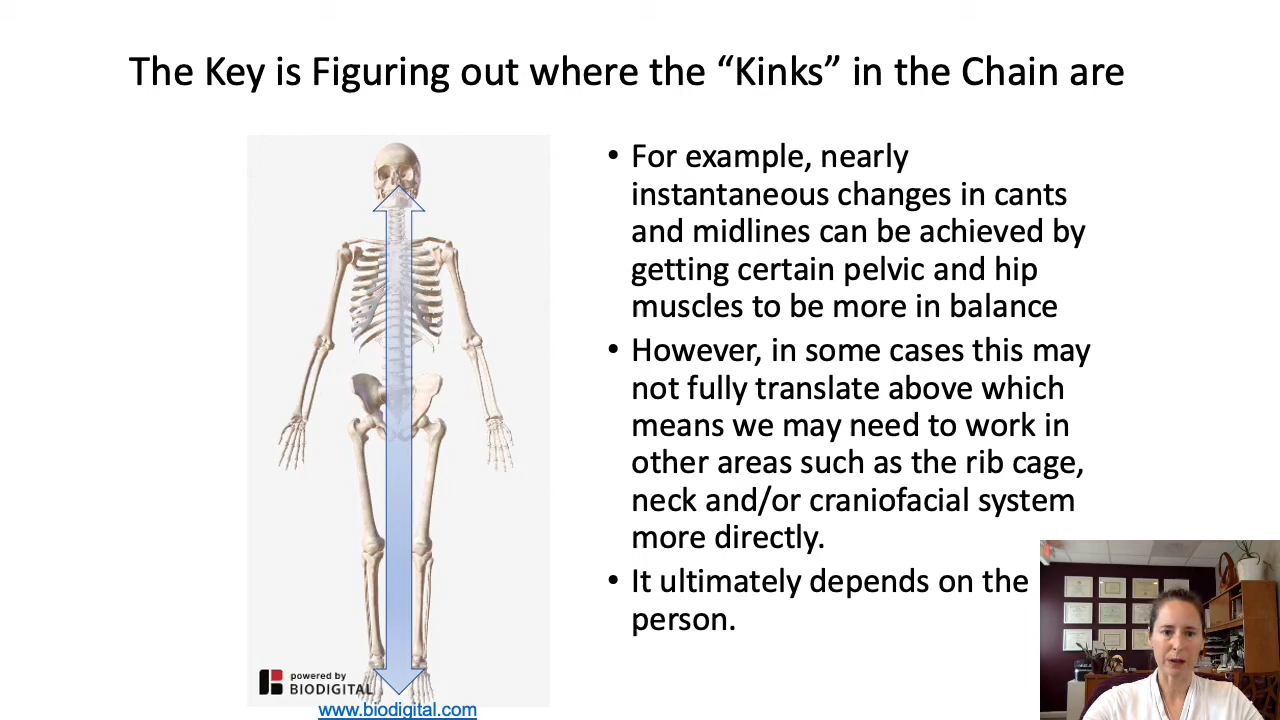 The Key is Figuring out where the “Kinks” in the Chain are
• For example, nearly
instantaneous changes in cants
and midlines can be achieved by
getting certain pelvic and hip
muscles to be more in balance
• However, in some cases this may
not fully translate above which
means we may need to work in
other areas such as the rib cage,
neck and/or craniofacial system
more directly.
• It ultimately depends on the
person.
powered by
BIODIGITAL
www.biodigital.com